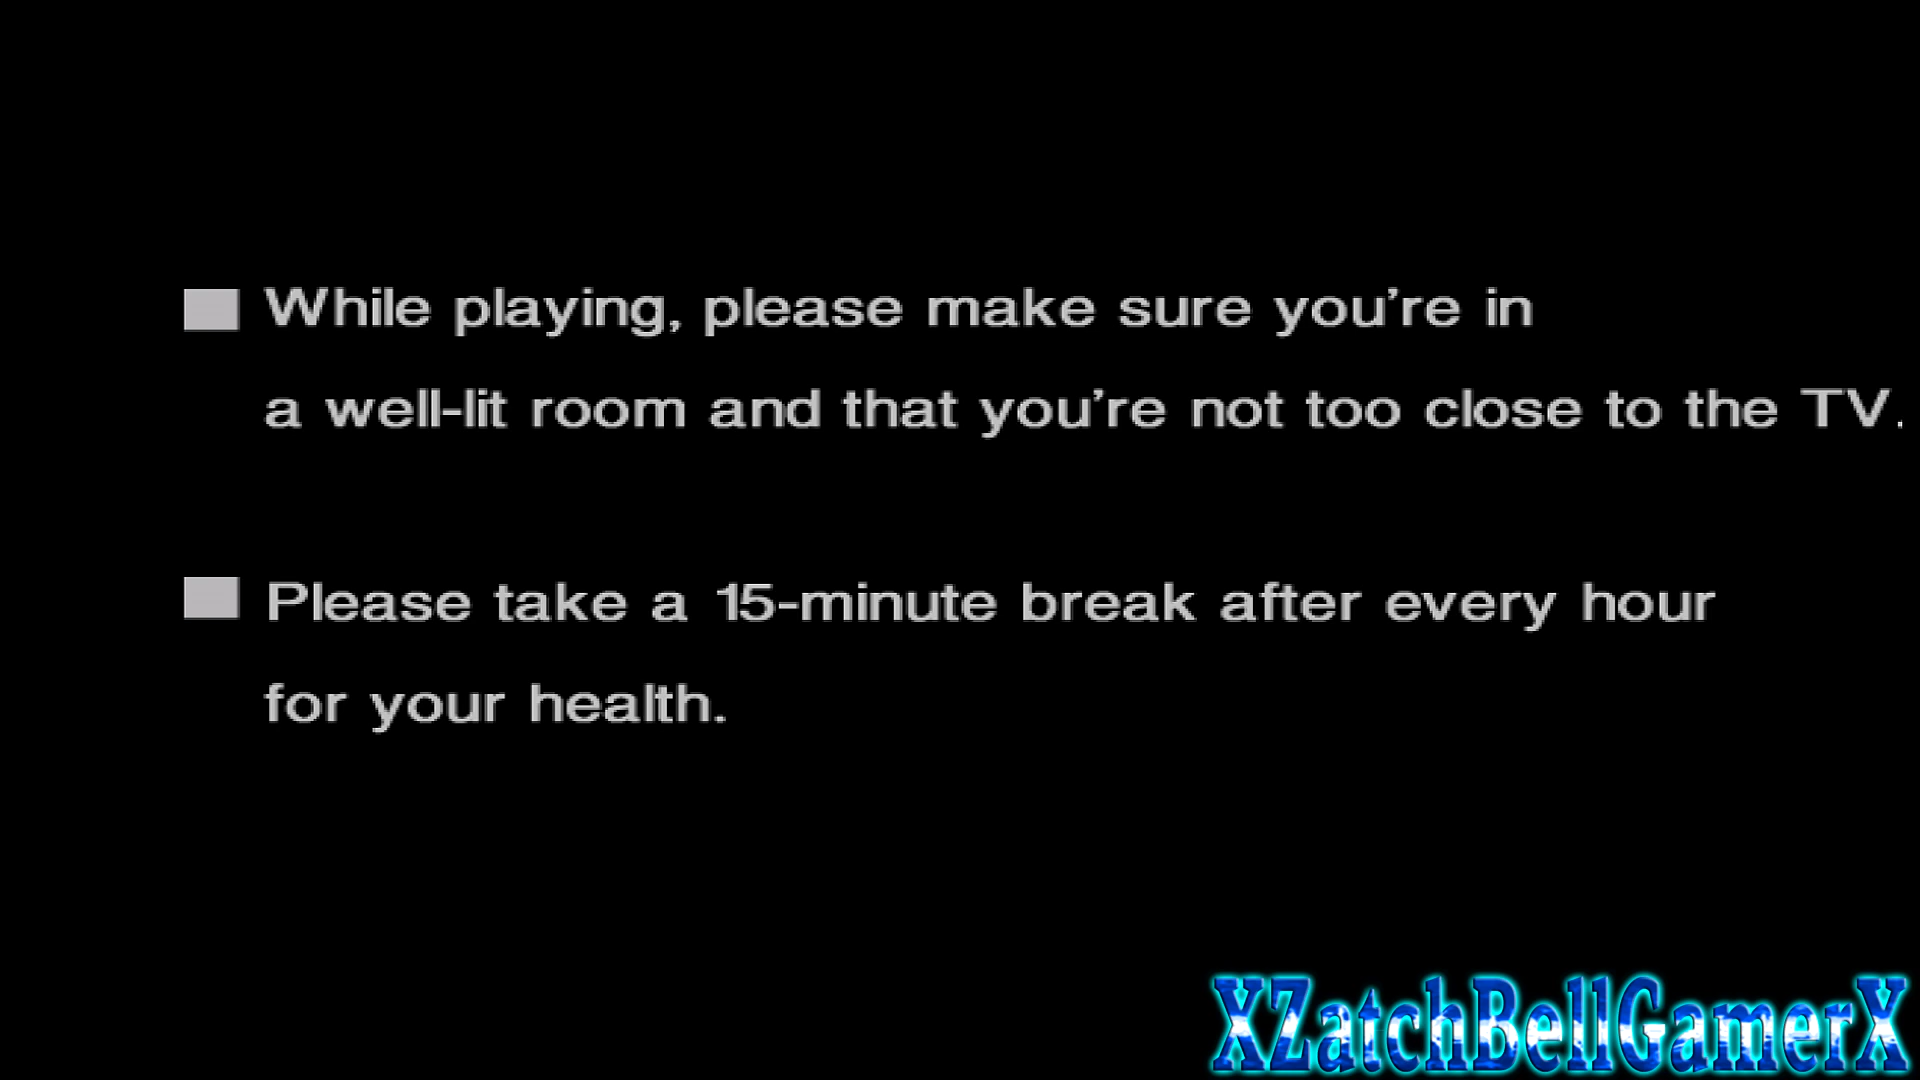 ■ While playing, please make sure you're in
a well-lit room and that you're not too close to the TV.
■ Please take a 15-minute break after every hour
for your health.
XZatchBellGamerX